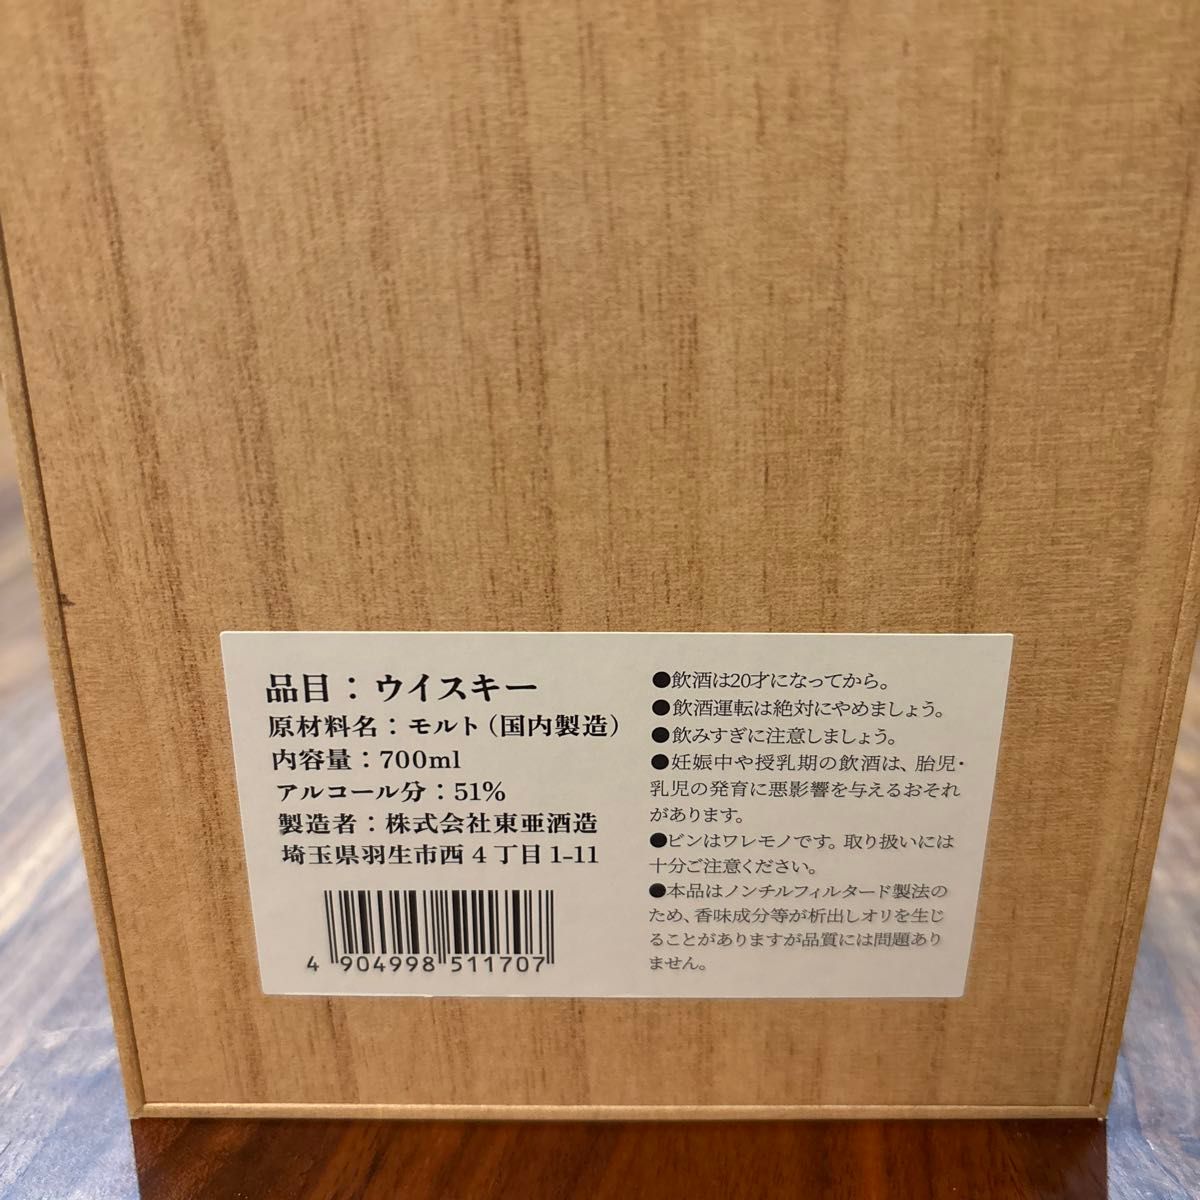 品目：ウイスキー
原材料名：モルト（国内製造）
内容量：700ml
アルコール分：51%
製造者：株式会社東亜酒造
埼玉県羽生市西４丁目1-11
4 904998 511707
●飲酒は20才になってから。
●飲酒運転は絶対にやめましょう。
●飲みすぎに注意しましょう。
●妊娠中や授乳期の飲酒は、胎児・
乳児の発育に悪影響を与えるおそれ
があります。
●ビンはワレモノです。取り扱いには
十分ご注意ください。
●本品はノンチルフィルタード製法の
ため、香味成分等が析出しオリを生じ
ることがありますが品質には問題あり
ません。